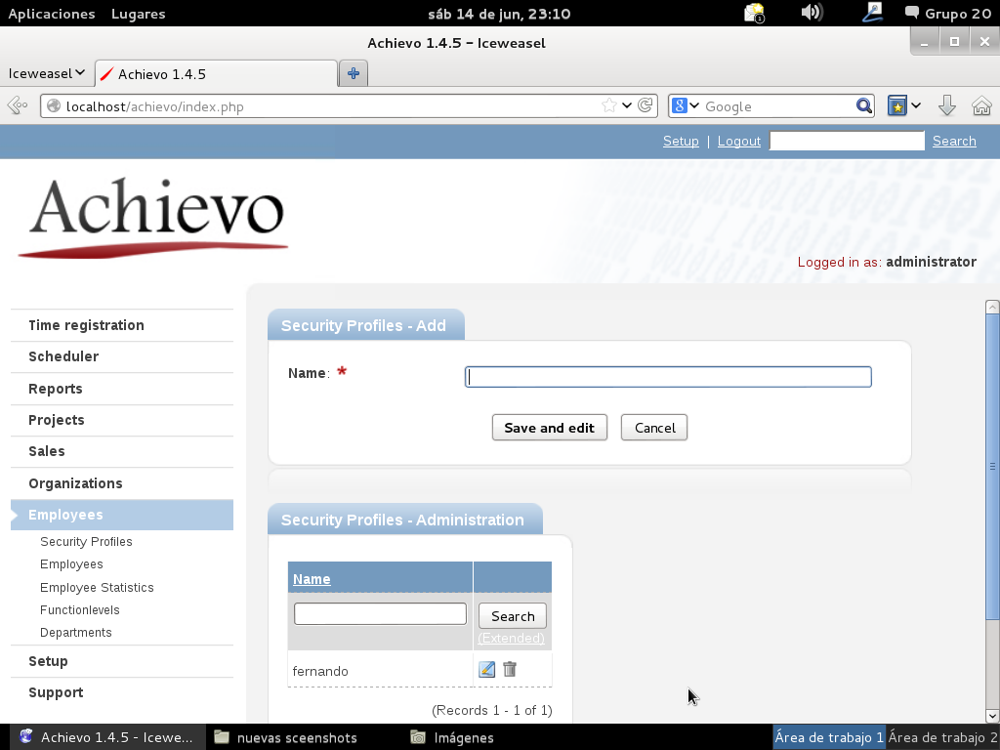 Aplicaciones Lugares sáb 14 de jun, 23:10 1 Grupo 20
Achievo 1.4.5 - Iceweasel
Iceweasel Achievo 1.4.5
localhost/achievo/index.php 8 Google
Setup | Logout Search
Achievo
Logged in as: administrator
Time registration
Scheduler
Reports
Projects
Sales
Organizations
Employees
Security Profiles
Employees
Employee Statistics
Functionlevels
Departments
Setup
Support
Security Profiles - Add
Name: *
Save and edit Cancel
Security Profiles - Administration
Name
Search
(Extended)
fernando
(Records 1 - 1 of 1)
Achievo 1.4.5 - Icewe... nuevas sceenshots Imágenes Área de trabajo 1 Área de trabajo 2